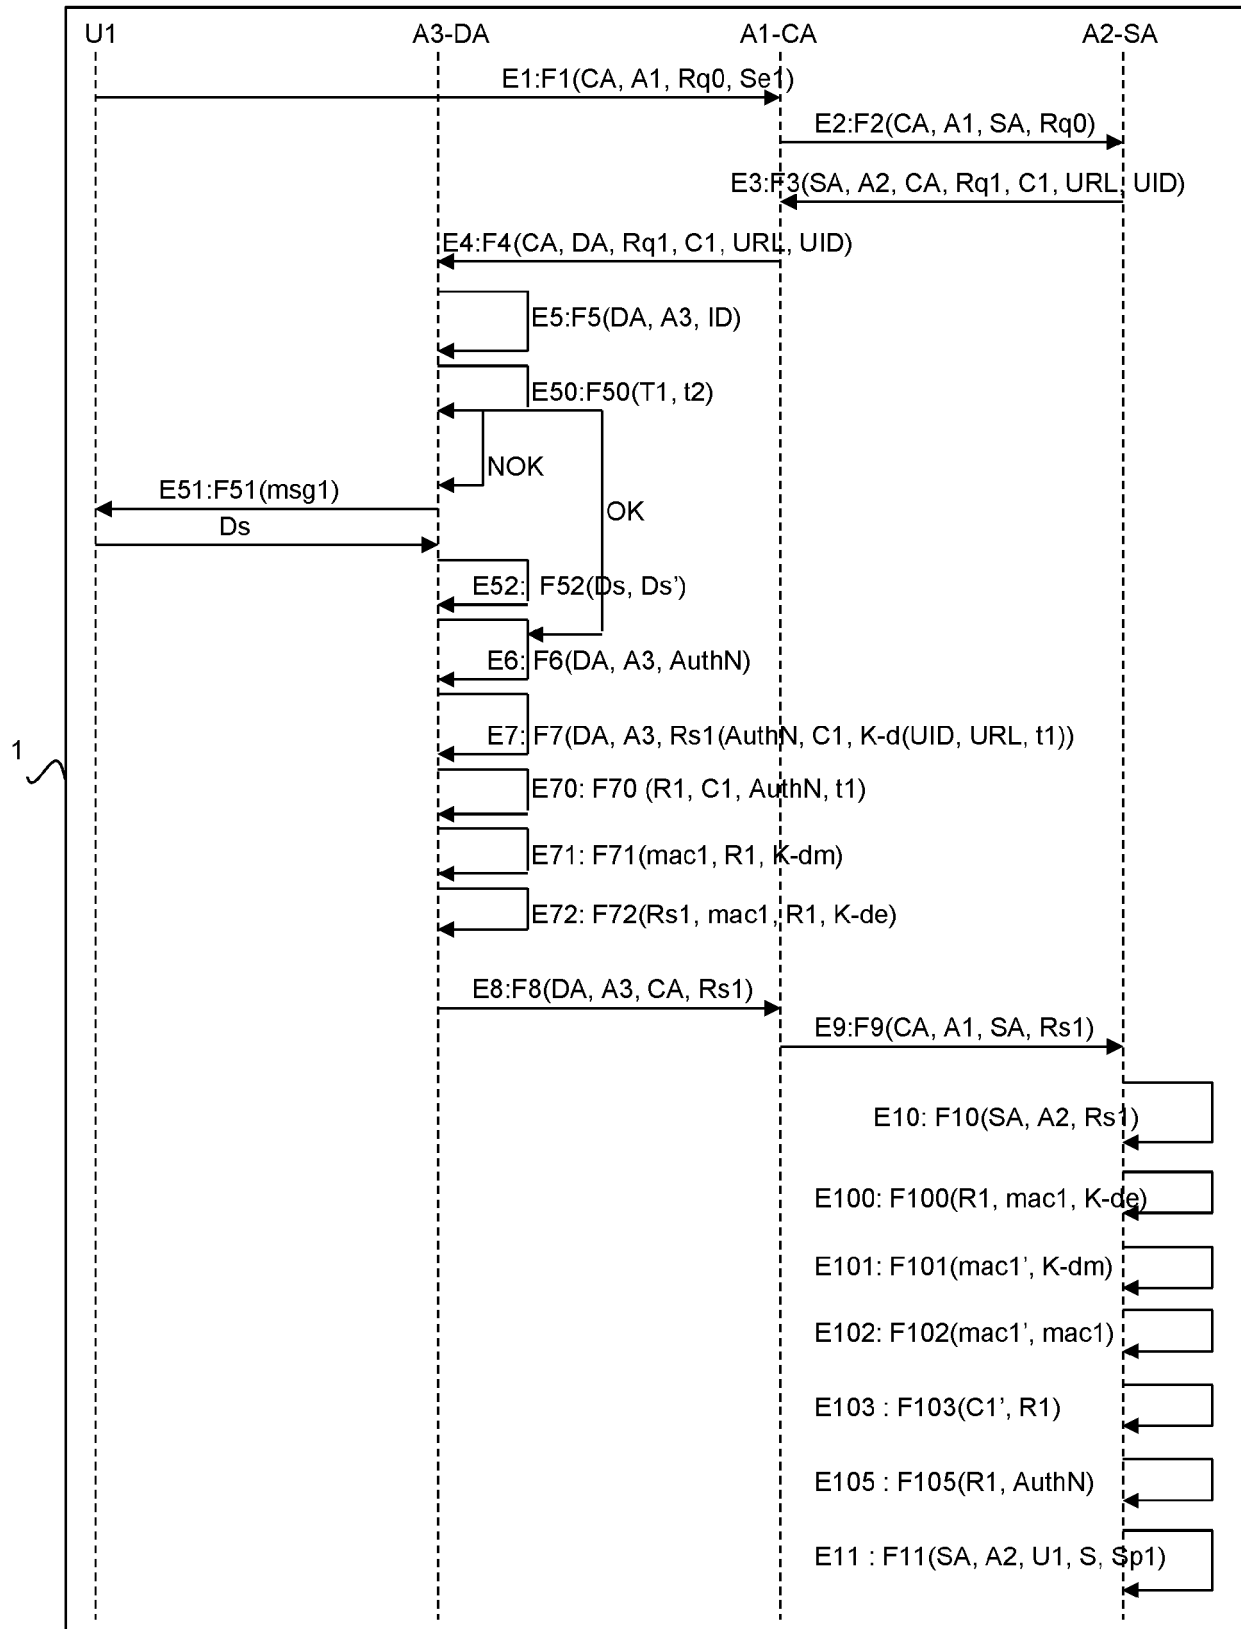 U1 A3-DA A1-CA A2-SA
E1:F1(CA, A1, Rq0, Se1)
E2:F2(CA, A1, SA, Rq0)
E3:F3(SA, A2, CA, Rq1, C1, URL, UID)
E4:F4(CA, DA, Rq1, C1, URL, UID)
E5:F5(DA, A3, ID)
E50:F50(T1, t2)
NOK
E51:F51(msg1)
OK
Ds
E52: F52(Ds, Ds’)
E6: F6(DA, A3, AuthN)
E7: F7(DA, A3, Rs1(AuthN, C1, K-d(UID, URL, t1))
1
E70: F70 (R1, C1, AuthN, t1)
E71: F71(mac1, R1, K-dm)
E72: F72(Rs1, mac1, R1, K-de)
E8:F8(DA, A3, CA, Rs1)
E9:F9(CA, A1, SA, Rs1)
E10: F10(SA, A2, Rs1)
E100: F100(R1, mac1, K-de)
E101: F101(mac1’, K-dm)
E102: F102(mac1’, mac1)
E103 : F103(C1’, R1)
E105 : F105(R1, AuthN)
E11 : F11(SA, A2, U1, S, Sp1)